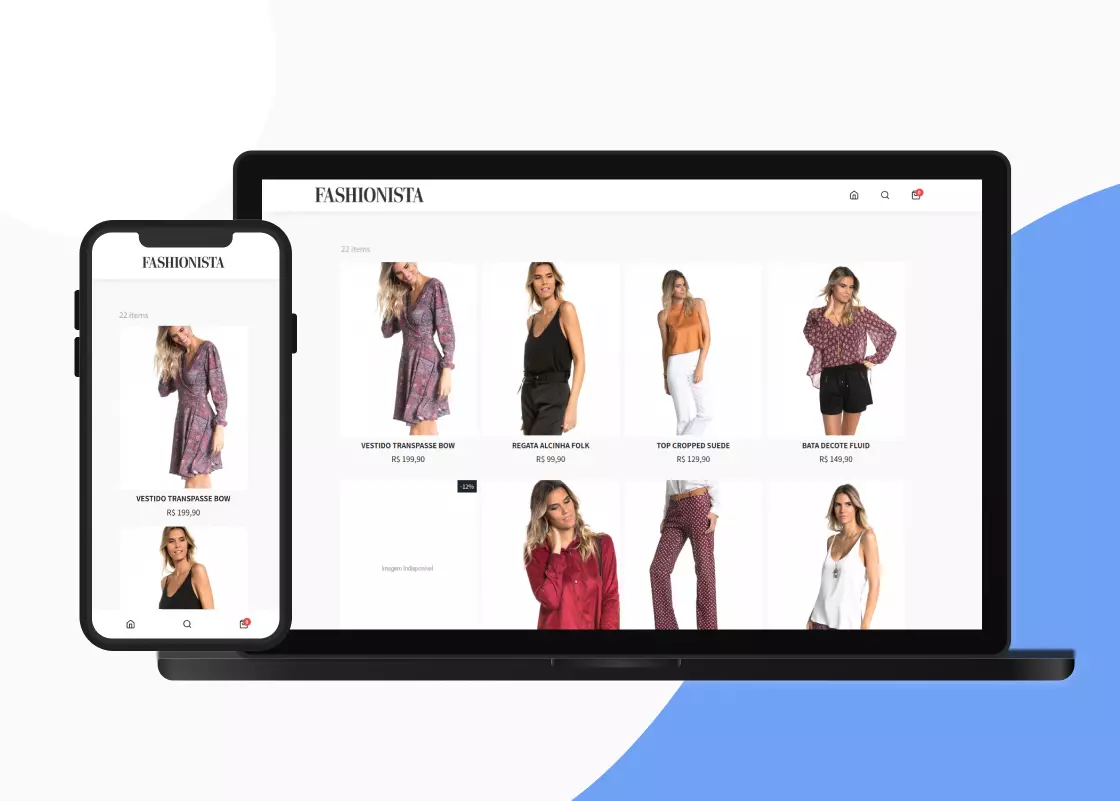 FASHIONISTA
22 items
VESTIDO TRANSPASSE BOW
R$ 199,90
REGATA ALCINHA FOLK
R$ 99,90
TOP CROPPED SUEDE
R$ 129,90
BATA DECOTE FLUID
R$ 149,90
-12%
Imagem Indisponível
FASHIONISTA
22 items
VESTIDO TRANSPASSE BOW
R$ 199,90